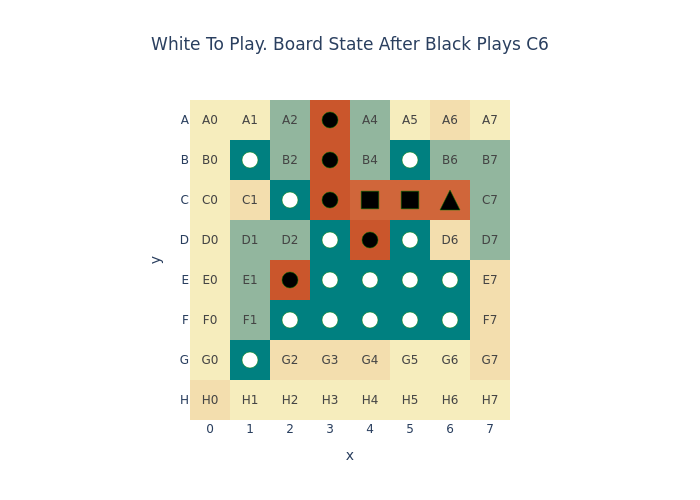 White To Play. Board State After Black Plays C6
A A0 A1 A2 A4 A5 A6 A7
B B0 B2 B4 B6 B7
C C0 C1 C7
D D0 D1 D2 D6 D7
E E0 E1 E7
F F0 F1 F7
G G0 G2 G3 G4 G5 G6 G7
H H0 H1 H2 H3 H4 H5 H6 H7
0 1 2 3 4 5 6 7
x
y